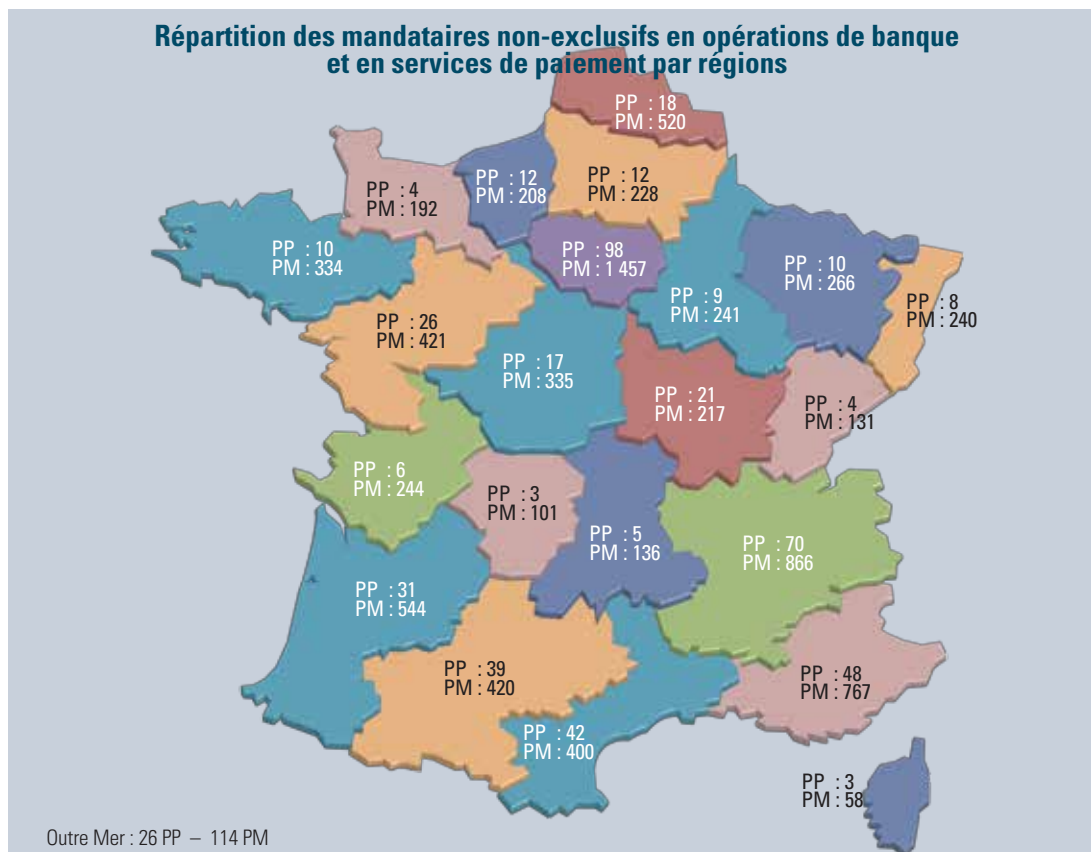 Répartition des mandataires non-exclusifs en opérations de banque
et en services de paiement par régions
PP : 18
PM : 520
PP : 12
PM : 208
PP : 12
PM : 228
PP : 4
PM : 192
PP : 10
PM : 334
PP : 98
PM : 1 457
PP : 10
PM : 266
PP : 9
PM : 241
PP : 8
PM : 240
PP : 26
PM : 421
PP : 17
PM : 335
PP : 21
PM : 217
PP : 4
PM : 131
PP : 6
PM : 244
PP : 3
PM : 101
PP : 5
PM : 136
PP : 70
PM : 866
PP : 31
PM : 544
PP : 39
PM : 420
PP : 48
PM : 767
PP : 42
PM : 400
PP : 3
PM : 58
Outre Mer : 26 PP – 114 PM